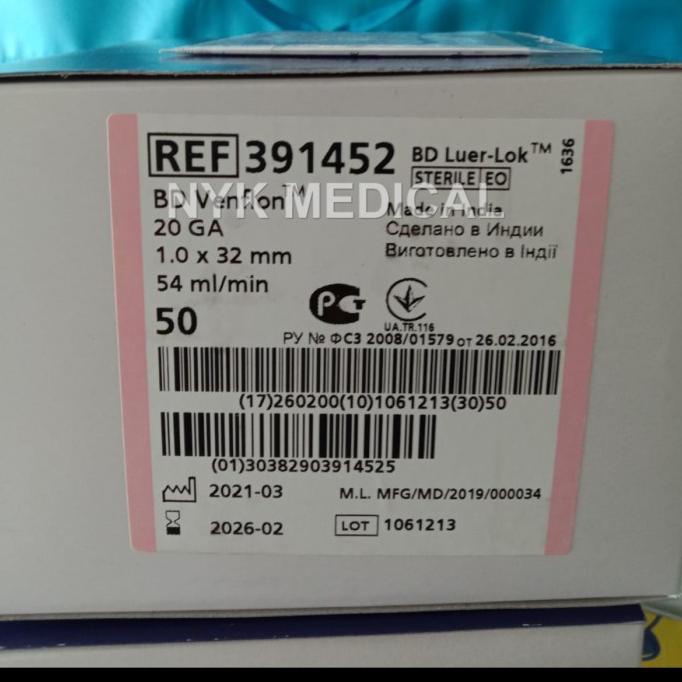 REF 391452 BD Luer-Lok™
STERILE EO
1636
NYK MEDICAL
BD Venflon™
Made in India
20 GA
Сделано в Индии
1.0 x 32 mm
Виготовлено в Індії
54 ml/min
50
РСТ
UA.TR.116
РУ № ФСЗ 2008/01579 от 26.02.2016
(17)260200(10)1061213(30)50
(01)30382903914525
2021-03
M.L. MFG/MD/2019/000034
2026-02
LOT 1061213